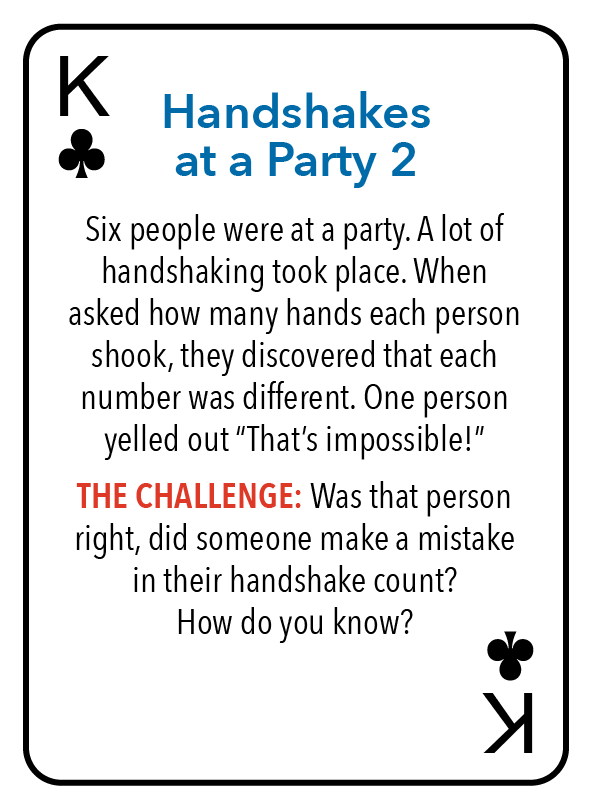 K
Handshakes
at a Party 2
Six people were at a party. A lot of
handshaking took place. When
asked how many hands each person
shook, they discovered that each
number was different. One person
yelled out “That‘s impossible!”
THE CHALLENGE: Was that person
right, did someone make a mistake
in their handshake count?
How do you know?
K